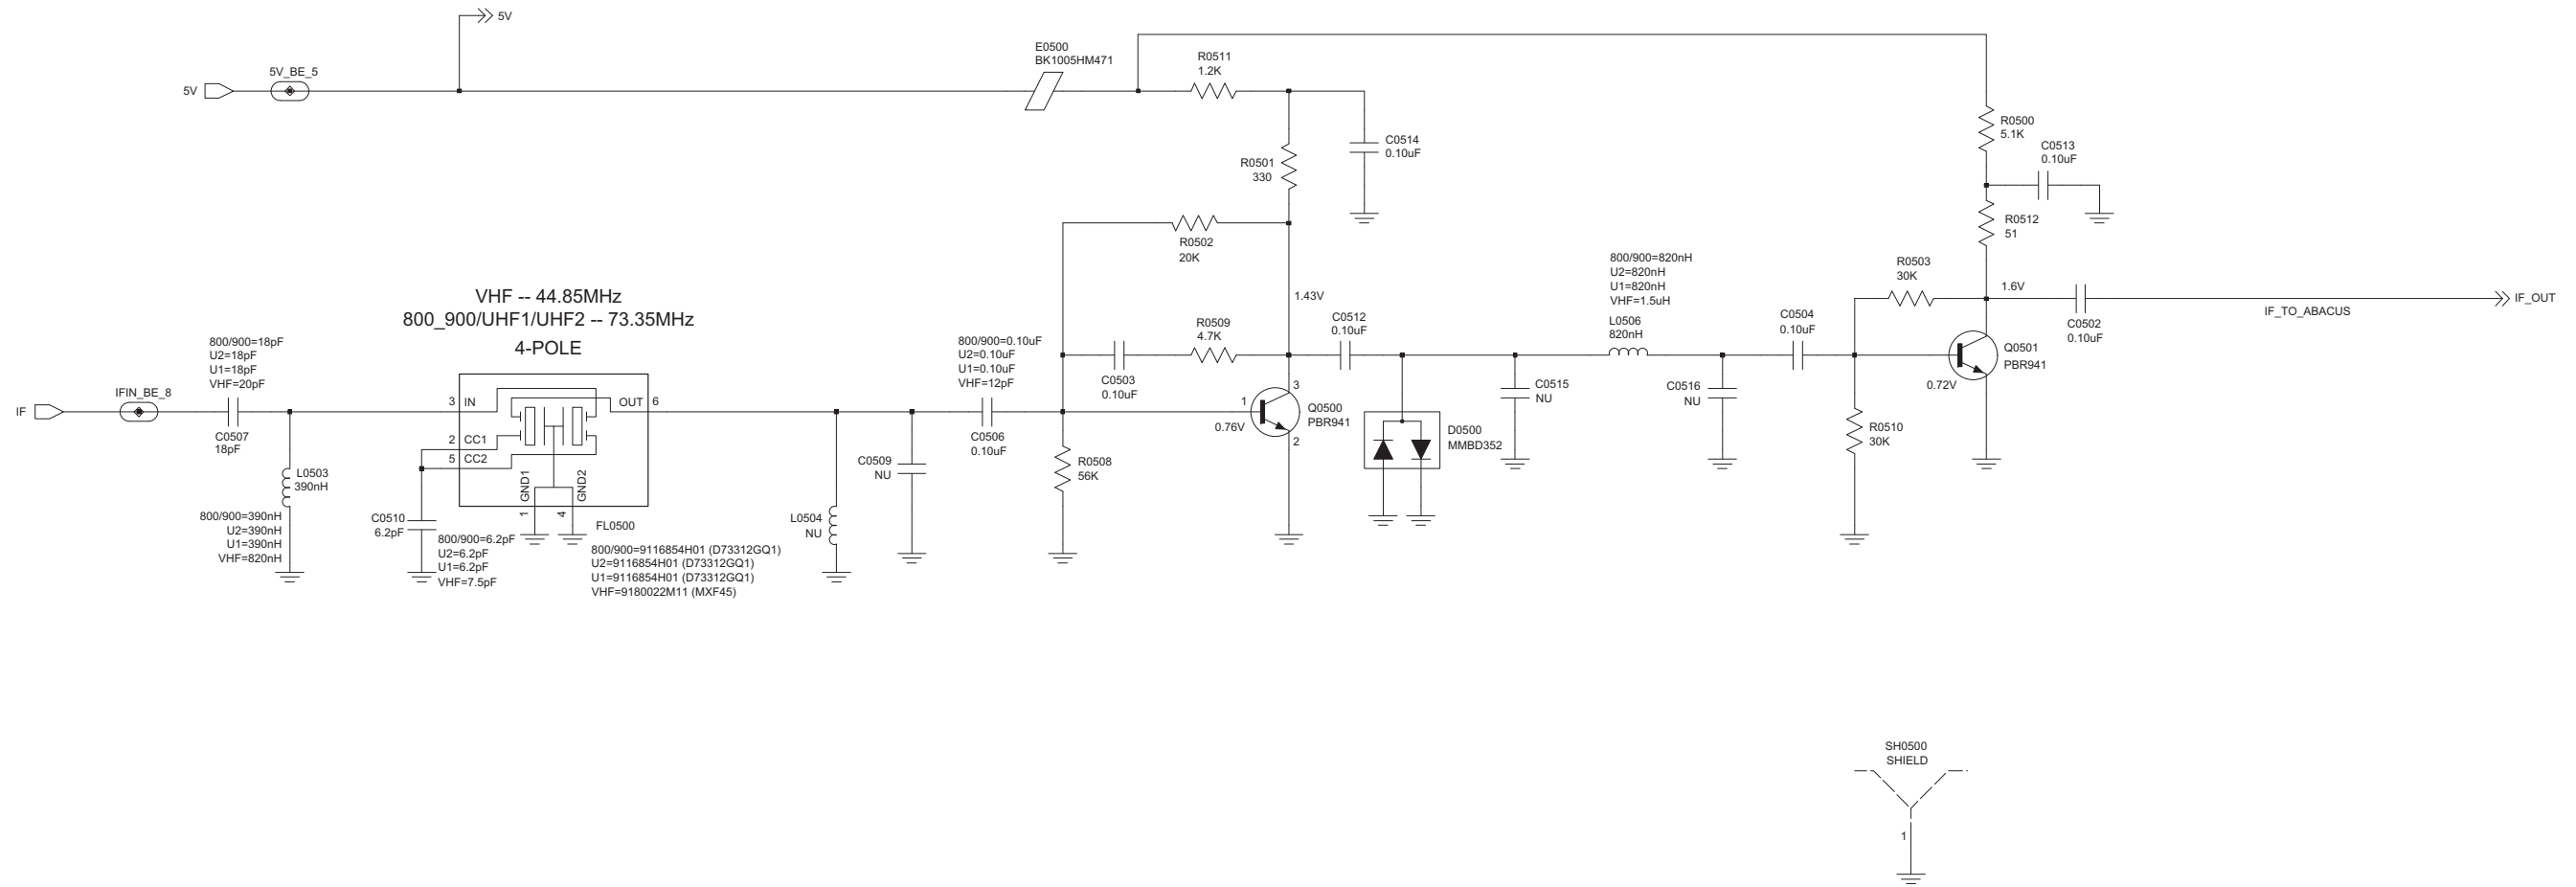 5V
5V_BE_5
5V
E0500
BK1005HM471
R0511
1.2K
R0501
330
C0514
0.10uF
R0500
5.1K
C0513
0.10uF
R0512
51
R0502
20K
1.43V
VHF -- 44.85MHz
800_900/UHF1/UHF2 -- 73.35MHz
4-POLE
800/900=820nH
U2=820nH
U1=820nH
VHF=1.5uH
L0506
820nH
R0503
30K
1.6V
IF_OUT
IF_TO_ABACUS
C0502
0.10uF
C0504
0.10uF
Q0501
PBR941
0.72V
R0510
30K
IF
IFIN_BE_8
800/900=18pF
U2=18pF
U1=18pF
VHF=20pF
C0507
18pF
L0503
390nH
800/900=390nH
U2=390nH
U1=390nH
VHF=820nH
3
IN
2
CC1
5
CC2
OUT
6
GND1
GND2
1
4
FL0500
C0510
6.2pF
800/900=6.2pF
U2=6.2pF
U1=6.2pF
VHF=7.5pF
800/900=9116854H01 (D73312GQ1)
U2=9116854H01 (D73312GQ1)
U1=9116854H01 (D73312GQ1)
VHF=9180022M11 (MXF45)
L0504
NU
C0509
NU
800/900=0.10uF
U2=0.10uF
U1=0.10uF
VHF=12pF
C0506
0.10uF
C0503
0.10uF
R0509
4.7K
R0508
56K
1
0.76V
3
2
Q0500
PBR941
C0512
0.10uF
D0500
MMBD352
C0515
NU
C0516
NU
SH0500
SHIELD
1